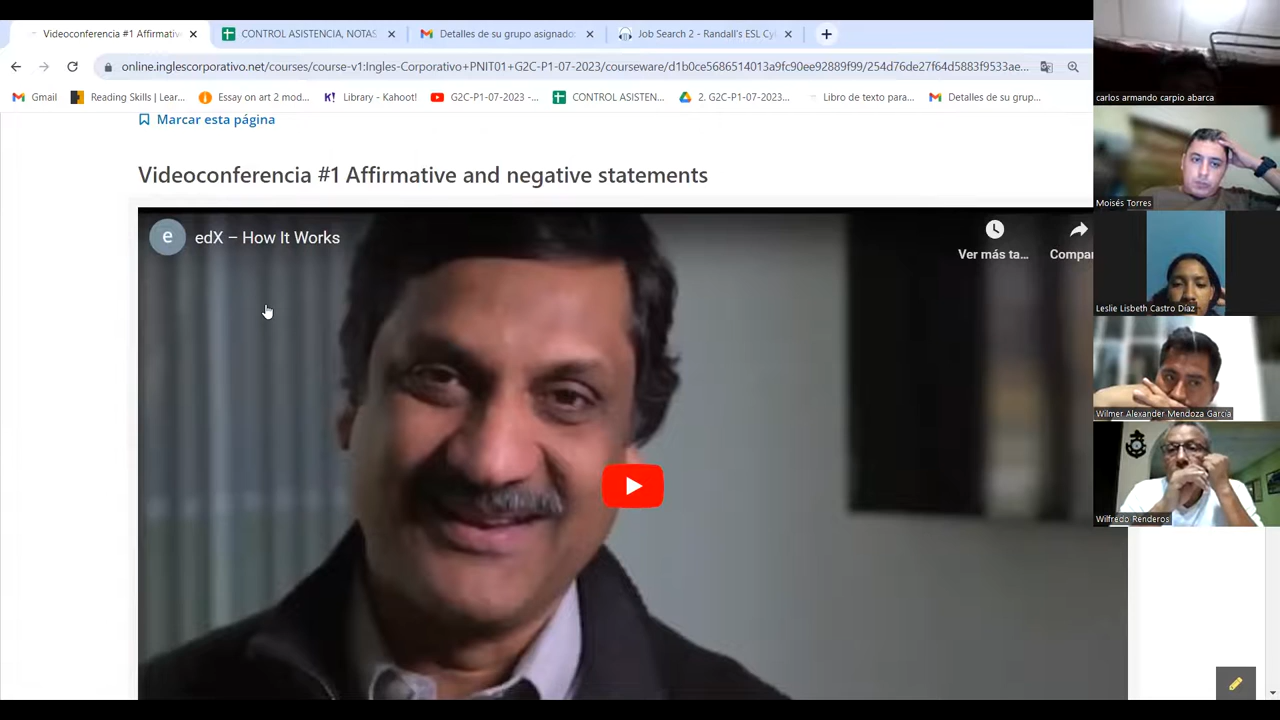 Videoconferencia #1 Affirmativ
CONTROL ASISTENCIA, NOTAS
Detalles de su grupo asignado
Job Search 2 - Randall's ESL Cy
online.inglescorporativo.net/courses/course-v1:Ingles-Corporativo+PNIT01+G2C-P1-07-2023/courseware/d1b0ce5686514013a9fc90ee92889f99/254d76de27f64d5883f9533ae...
Gmail
Reading Skills | Lear...
Essay on art 2 mod...
Library - Kahoot!
G2C-P1-07-2023 -...
CONTROL ASISTEN...
2. G2C-P1-07-2023...
Libro de texto para...
Detalles de su grup...
Marcar esta página
Videoconferencia #1 Affirmative and negative statements
e
edX – How It Works
Ver más ta...
Compar
carlos armando carpio abarca
Moisés Torres
Leslie Lisbeth Castro Díaz
Wilmer Alexander Mendoza Garcia
Wilfredo Renderos